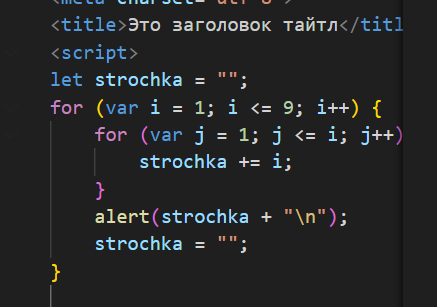 <meta charset="utf-8">
<title>Это заголовок тайтл</titl
<script>
let strochka = "";
for (var i = 1; i <= 9; i++) {
for (var j = 1; j <= i; j++)
strochka += i;
}
alert(strochka + "\n");
strochka = "";
}